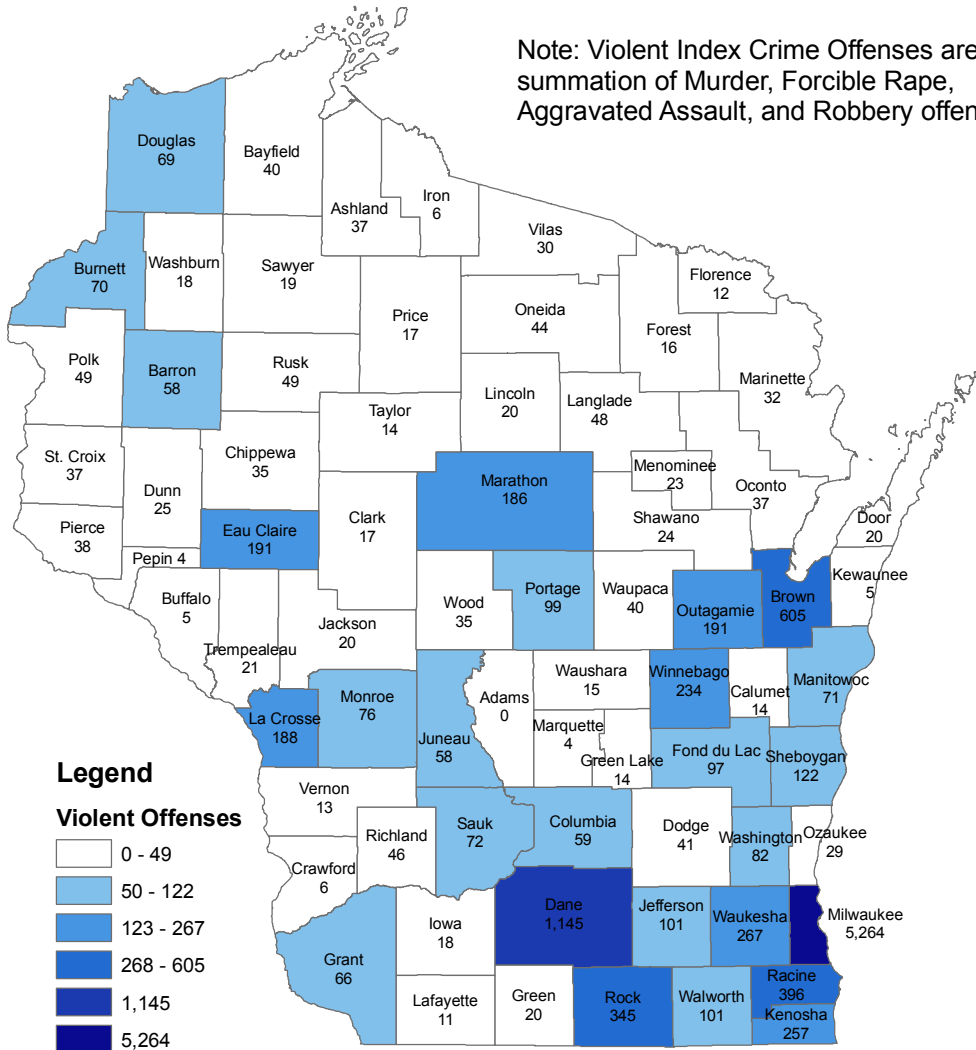 Note: Violent Index Crime Offenses are
summation of Murder, Forcible Rape,
Aggravated Assault, and Robbery offen
Douglas
69
Bayfield
40
Ashland
37
Iron
6
Vilas
30
Florence
12
Burnett
70
Washburn
18
Sawyer
19
Price
17
Oneida
44
Forest
16
Marinette
32
Polk
49
Barron
58
Rusk
49
Taylor
14
Lincoln
20
Langlade
48
St. Croix
37
Dunn
25
Chippewa
35
Marathon
186
Menominee
23
Oconto
37
Door
20
Pierce
38
Pepin 4
Eau Claire
191
Clark
17
Shawano
24
Buffalo
5
Trempealeau
21
Jackson
20
Wood
35
Portage
99
Waupaca
40
Outagamie
191
Brown
605
Kewaunee
5
La Crosse
188
Monroe
76
Juneau
58
Adams
0
Waushara
15
Marquette
4
Green Lake
14
Winnebago
234
Calumet
14
Manitowoc
71
Fond du Lac
97
Sheboygan
122
Vernon
13
Richland
46
Crawford
6
Sauk
72
Columbia
59
Dodge
41
Washington
82
Ozaukee
29
Grant
66
Iowa
18
Dane
1,145
Jefferson
101
Waukesha
267
Milwaukee
5,264
Lafayette
11
Green
20
Rock
345
Walworth
101
Racine
396
Kenosha
257
Legend
Violent Offenses
0 - 49
50 - 122
123 - 267
268 - 605
1,145
5,264